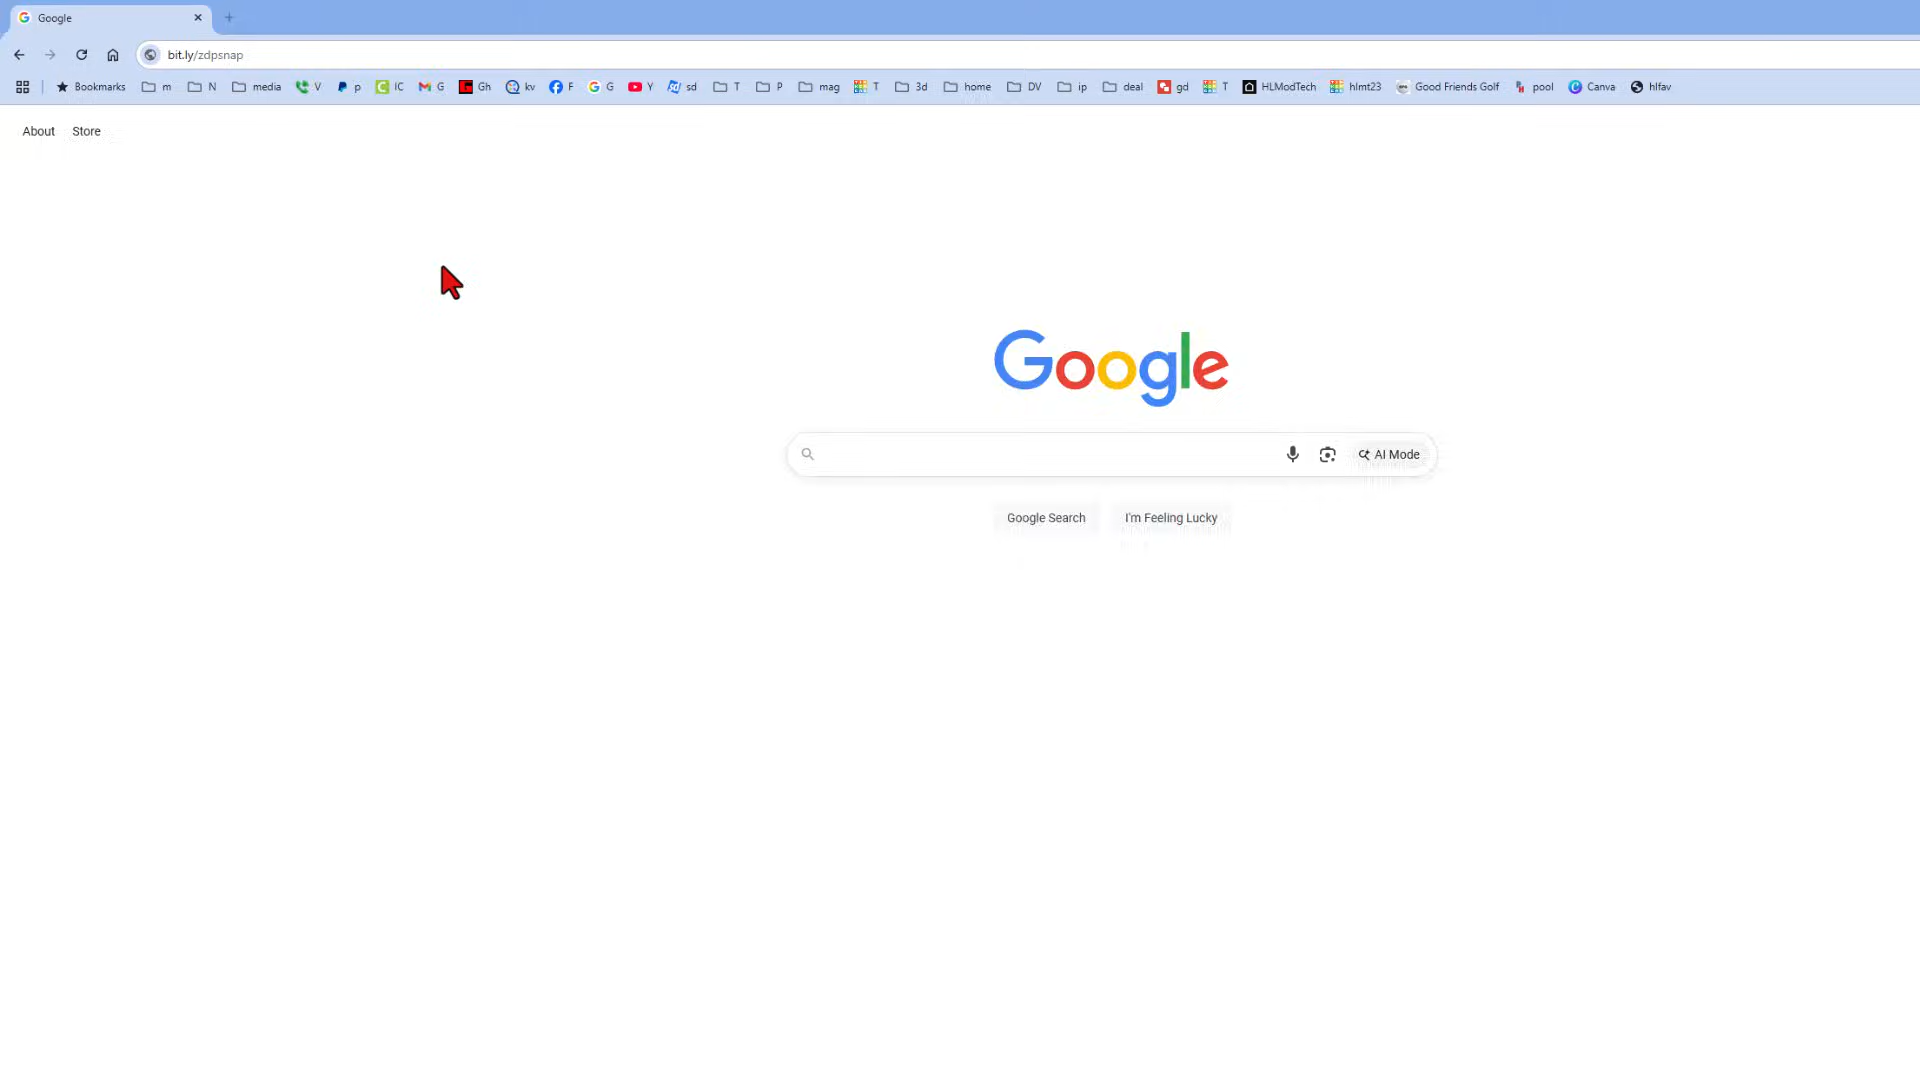 Google
bit.ly/zdpsnap
Bookmarks m N media V p IC G Gh kv F G Y sd T P mag T 3d home DV ip deal gd T HLModTech hlmt23 Good Friends Golf pool Canva hlfav
About Store
Google
AI Mode
Google Search I'm Feeling Lucky